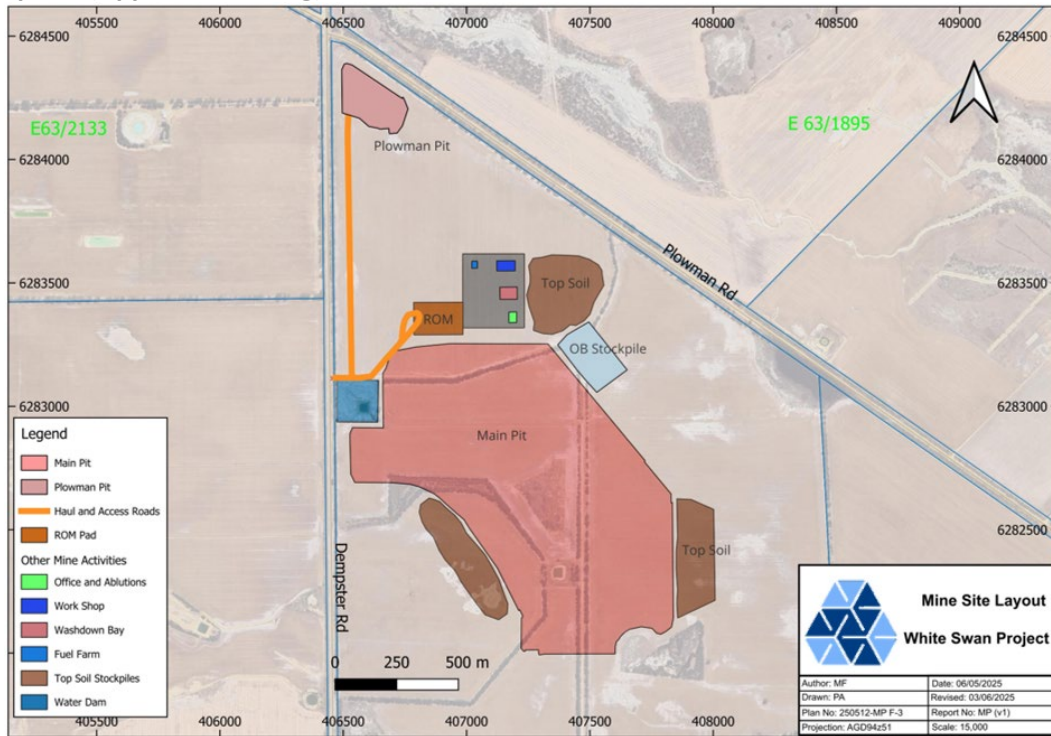 405500 406000 406500 407000 407500 408000 408500 409000
6284500 6284500
E63/2133
E 63/1895
6284000 6284000
Plowman Pit
Plowman Rd
6283500 6283500
Top Soil
ROM
OB Stockpile
6283000 6283000
Main Pit
Legend
Main Pit
Plowman Pit
Haul and Access Roads
ROM Pad
Other Mine Activities
Office and Ablutions
Work Shop
Washdown Bay
Fuel Farm
Top Soil Stockpiles
Water Dam
6282500
Top Soil
Dempster Rd
0 250 500 m
Mine Site Layout
White Swan Project
Author: MF Date: 06/05/2025
Drawn: PA Revised: 03/06/2025
Plan No: 250512-MP F-3 Report No: MP (v1)
Projection: AGD94z51 Scale: 15,000
405500 406000 406500 407000 407500 408000